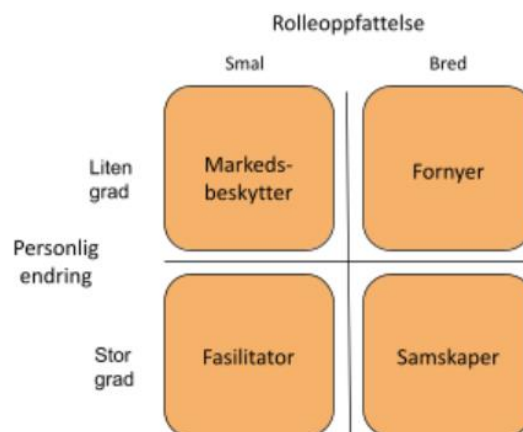 Rolleoppfattelse
Smal
Bred
Liten
grad
Markeds-
beskytter
Fornyer
Personlig
endring
Stor
grad
Fasilitator
Samskaper